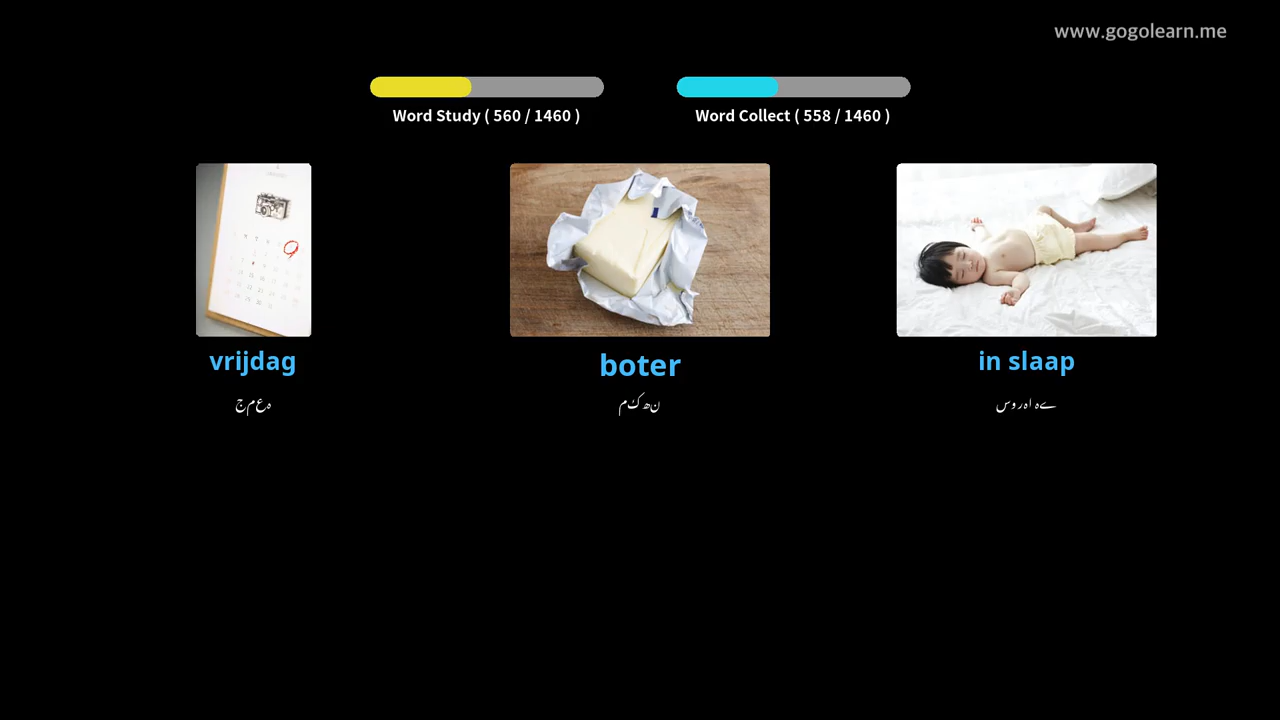 www.gogolearn.me
Word Study ( 560 / 1460 )
Word Collect ( 558 / 1460 )
vrijdag
boter
in slaap
جمعہ
مکھن
سو رہا ہے